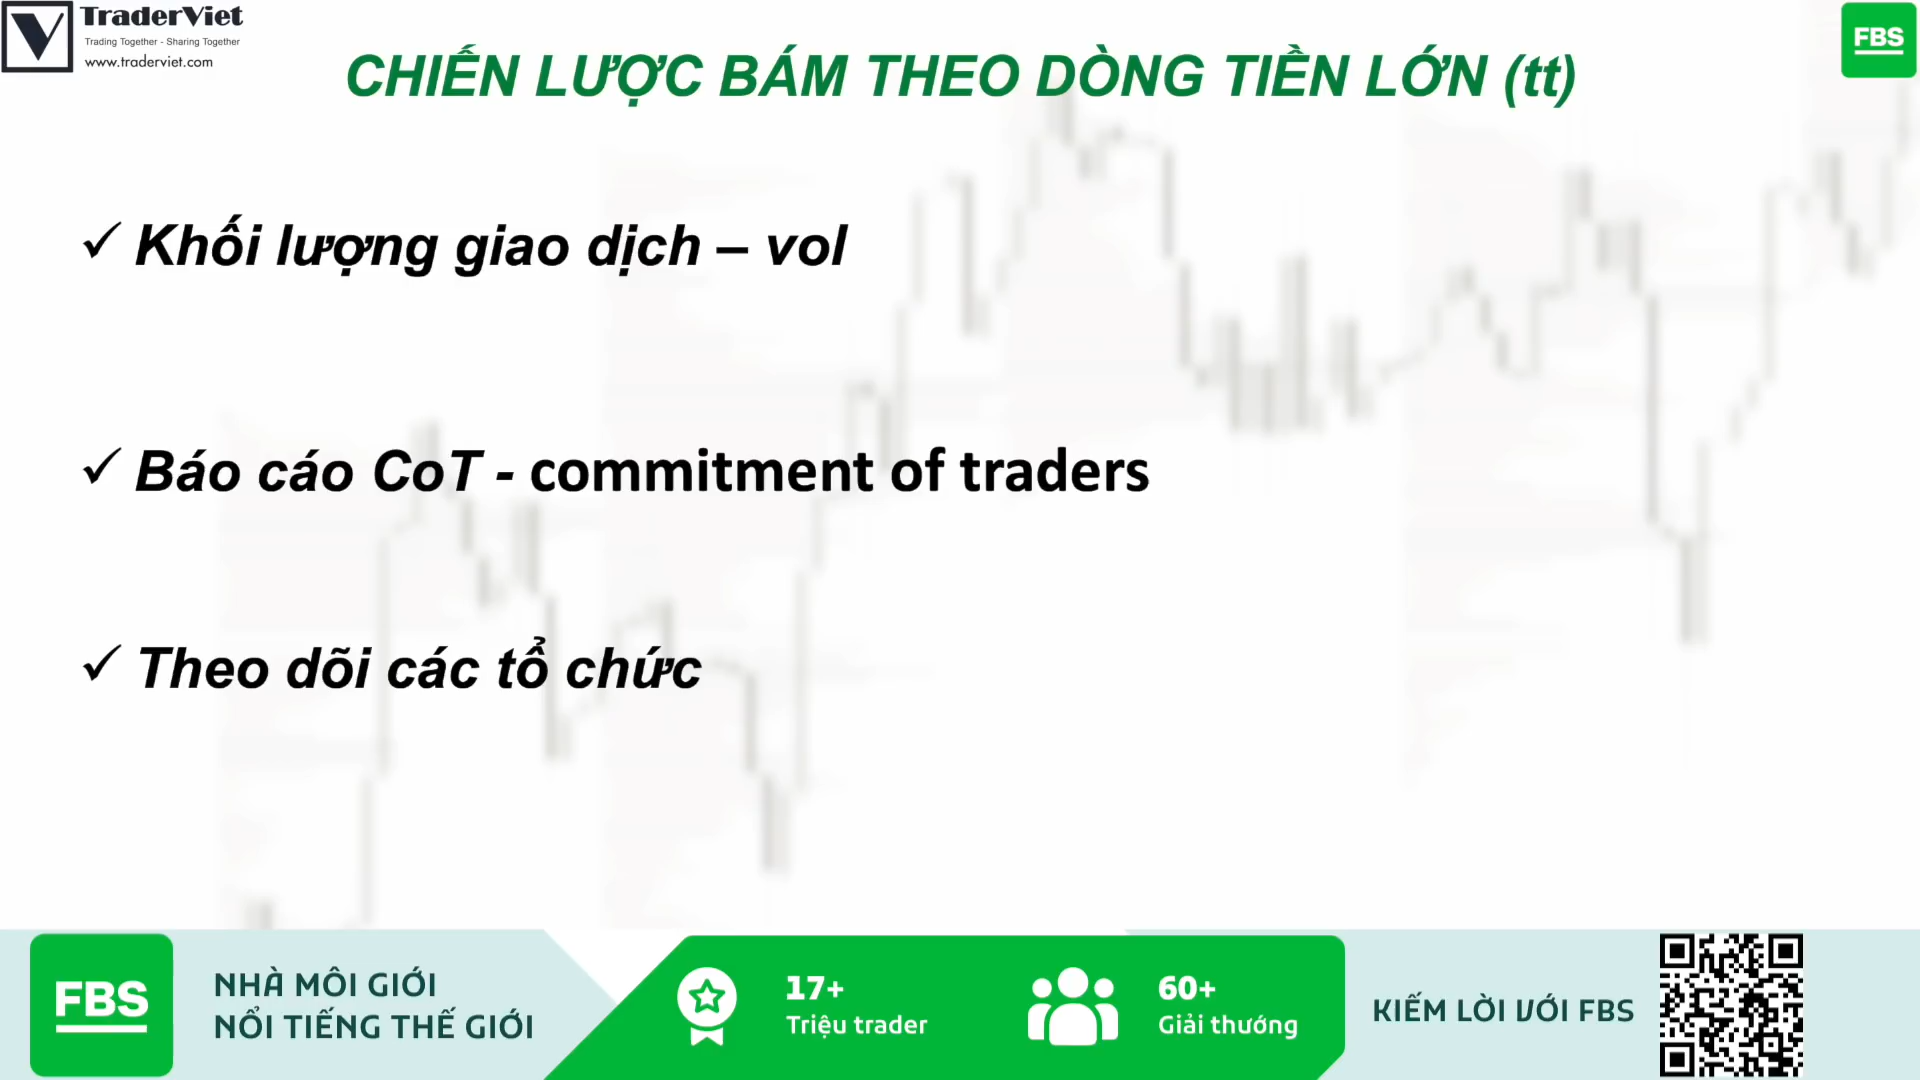 TraderViet
Trading Together - Sharing Together
www.traderviet.com
FBS
CHIẾN LƯỢC BÁM THEO DÒNG TIỀN LỚN (tt)
✓ Khối lượng giao dịch – vol
✓ Báo cáo CoT - commitment of traders
✓ Theo dõi các tổ chức
FBS
NHÀ MÔI GIỚI
NỔI TIẾNG THẾ GIỚI
17+
Triệu trader
60+
Giải thưởng
KIẾM LỜI VỚI FBS